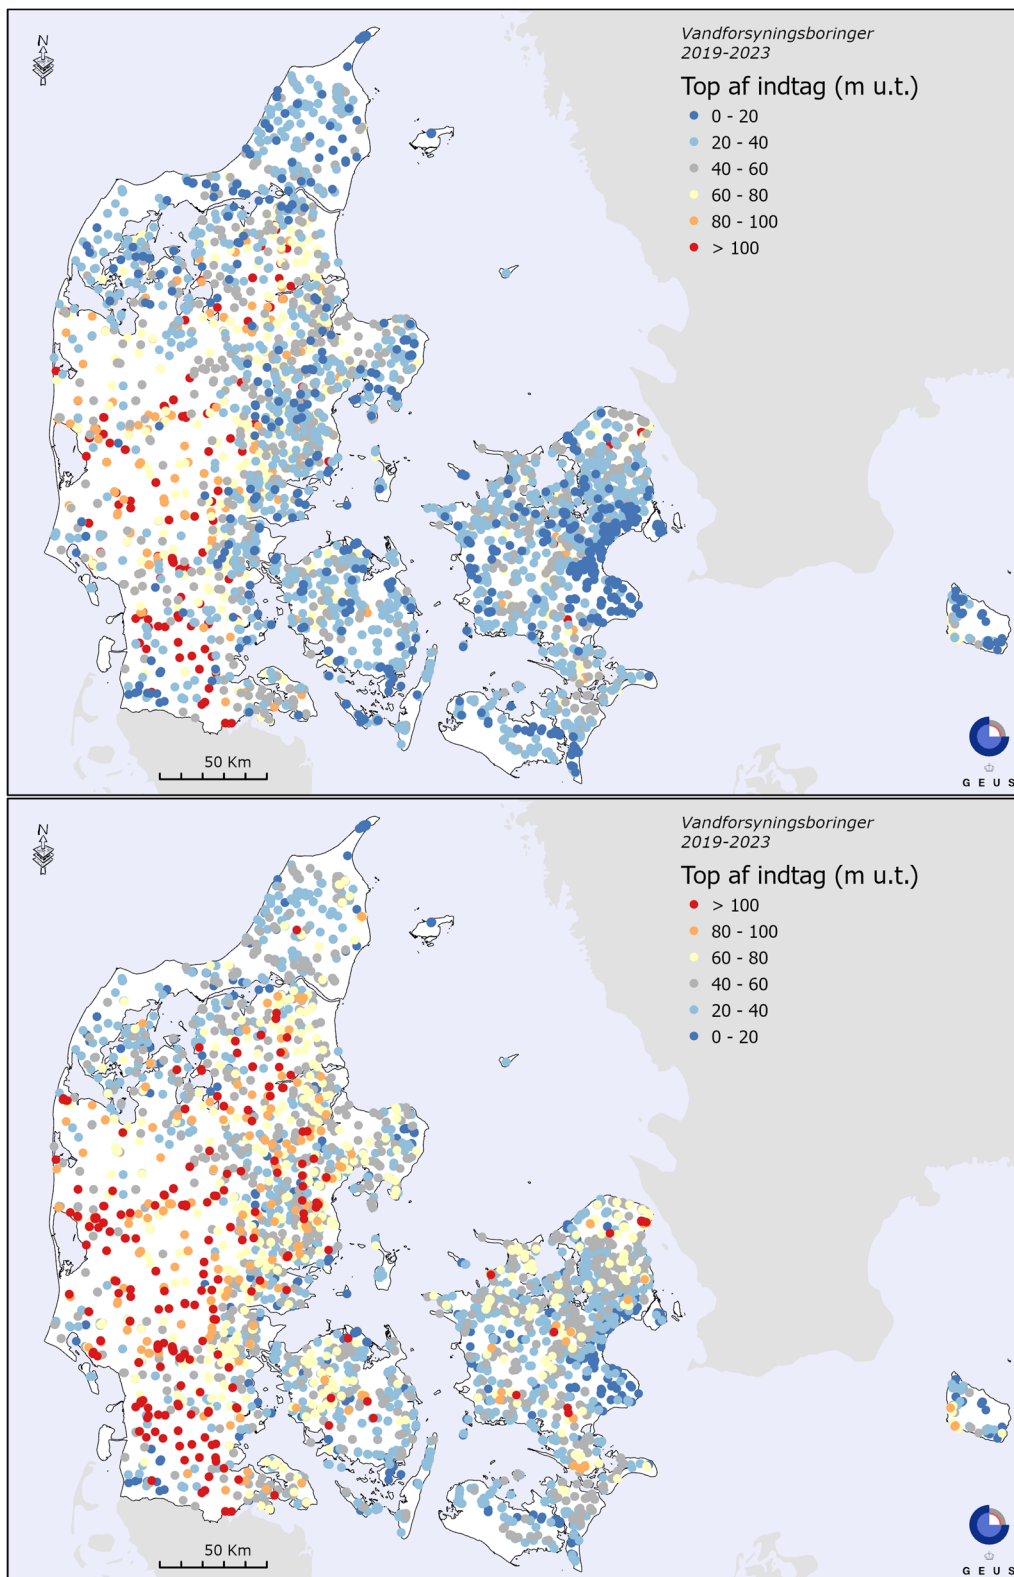 N
Vandforsyningsboringer
2019-2023
Top af indtag (m u.t.)
0 - 20
20 - 40
40 - 60
60 - 80
80 - 100
> 100
50 Km
G E U S
N
Vandforsyningsboringer
2019-2023
Top af indtag (m u.t.)
> 100
80 - 100
60 - 80
40 - 60
20 - 40
0 - 20
50 Km
G E U S